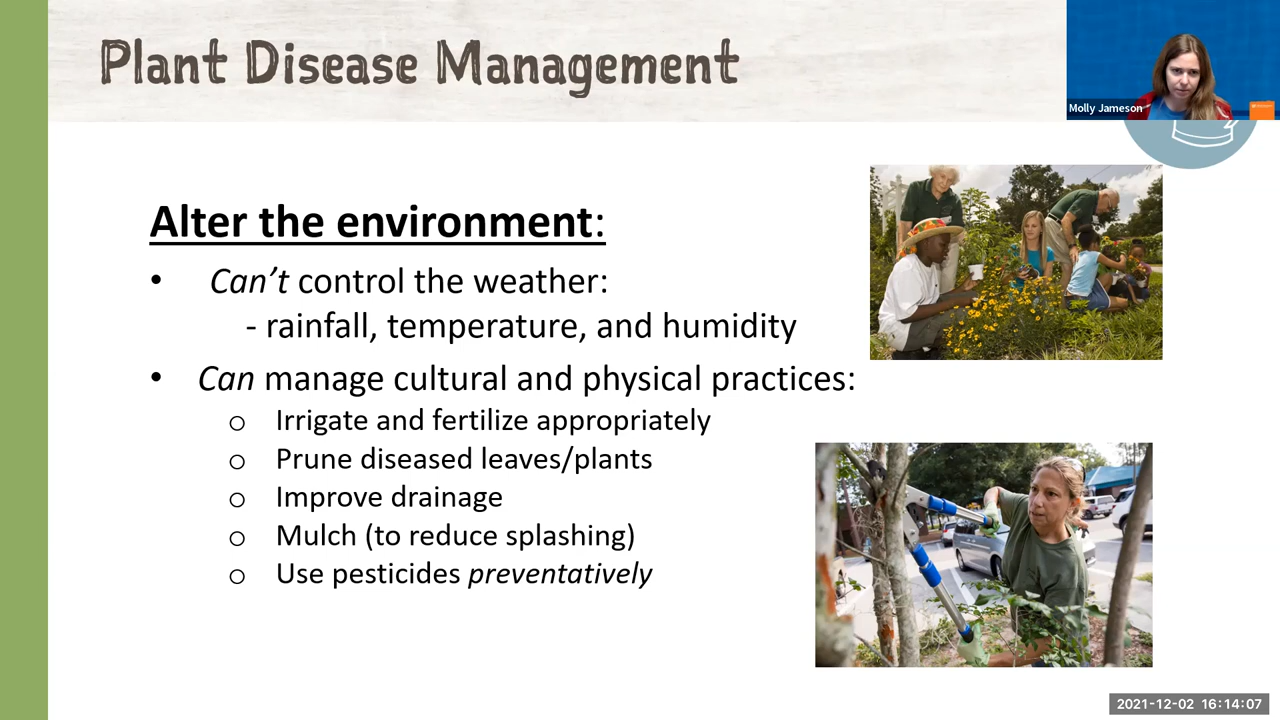 Plant Disease Management
Molly Jameson
Alter the environment:
• Can’t control the weather:
- rainfall, temperature, and humidity
• Can manage cultural and physical practices:
o Irrigate and fertilize appropriately
o Prune diseased leaves/plants
o Improve drainage
o Mulch (to reduce splashing)
o Use pesticides preventatively
2021-12-02 16:14:07